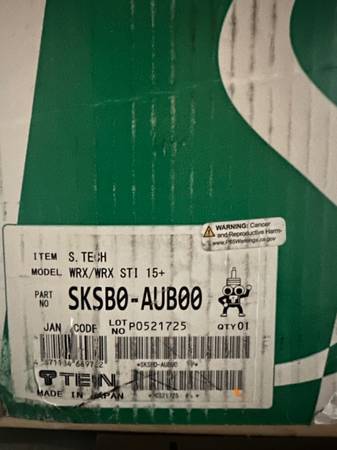 WARNING: Cancer
and Reproductive Harm-
www.P65Warnings.ca.gov
ITEM S.TECH
MODEL WRX/WRX STI 15+
PART NO SKSB0-AUB00
JAN CODE LOT NO P0521725 QTY 01
*SKSB0-AUB00
TEIN
MADE IN JAPAN